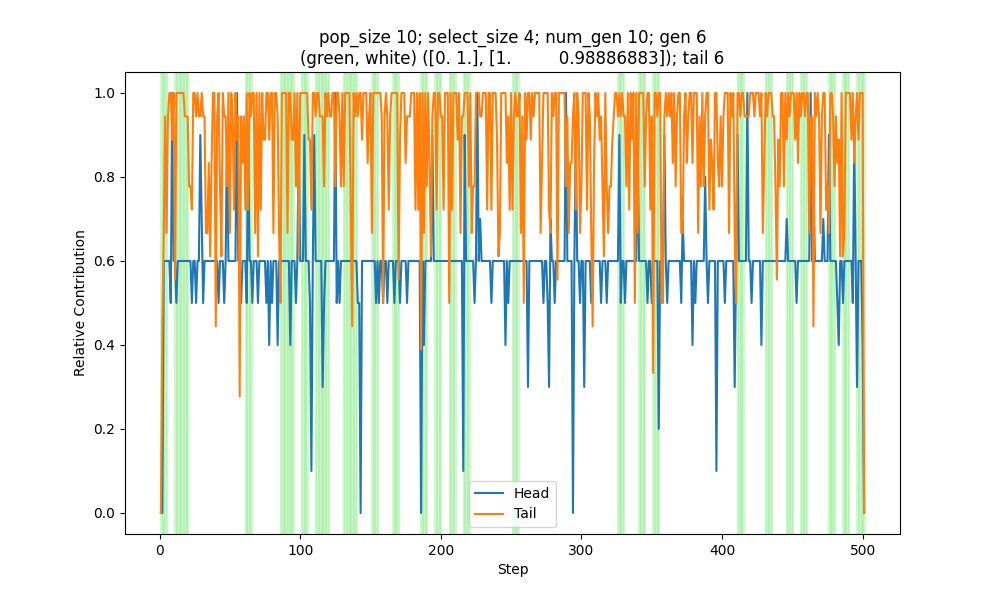 pop_size 10; select_size 4; num_gen 10; gen 6
(green, white) ([0. 1.], [1.          0.98886883]); tail 6
1.0
0.8
0.6
0.4
0.2
0.0
Relative Contribution
Head
Tail
0
100
200
300
400
500
Step